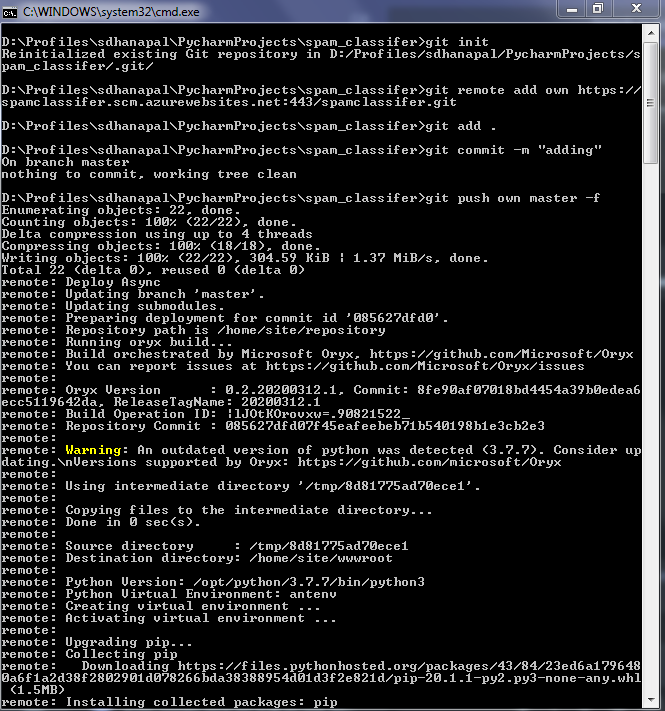 C:\WINDOWS\system32\cmd.exe
D:\Profiles\sdhanapal\PycharmProjects\spam_classifer>git init
Reinitialized existing Git repository in D:/Profiles/sdhanapal/PycharmProjects/s
pam_classifer/.git/
D:\Profiles\sdhanapal\PycharmProjects\spam_classifer>git remote add own https://
spamclassifer.scm.azurewebsites.net:443/spamclassifer.git
D:\Profiles\sdhanapal\PycharmProjects\spam_classifer>git add .
D:\Profiles\sdhanapal\PycharmProjects\spam_classifer>git commit -m "adding"
On branch master
nothing to commit, working tree clean
D:\Profiles\sdhanapal\PycharmProjects\spam_classifer>git push own master -f
Enumerating objects: 22, done.
Counting objects: 100% (22/22), done.
Delta compression using up to 4 threads
Compressing objects: 100% (18/18), done.
Writing objects: 100% (22/22), 304.59 KiB | 1.37 MiB/s, done.
Total 22 (delta 0), reused 0 (delta 0)
remote: Deploy Async
remote: Updating branch 'master'.
remote: Updating submodules.
remote: Preparing deployment for commit id '085627dfd0'.
remote: Repository path is /home/site/repository
remote: Running oryx build...
remote: Build orchestrated by Microsoft Oryx, https://github.com/Microsoft/Oryx
remote: You can report issues at https://github.com/Microsoft/Oryx/issues
remote:
remote: Oryx Version      : 0.2.20200312.1, Commit: 8fe90af07018bd4454a39b0edea6
ecc5119642da, ReleaseTagName: 20200312.1
remote: Build Operation ID: |lJOtKOrovxw=.90821522_
remote: Repository Commit : 085627dfd07f45eafeebeb71b540198b1e3cb2e3
remote:
remote: Warning: An outdated version of python was detected (3.7.7). Consider up
dating.\nVersions supported by Oryx: https://github.com/microsoft/Oryx
remote:
remote: Using intermediate directory '/tmp/8d81775ad70ece1'.
remote:
remote: Copying files to the intermediate directory...
remote: Done in 0 sec(s).
remote:
remote: Source directory     : /tmp/8d81775ad70ece1
remote: Destination directory: /home/site/wwwroot
remote:
remote: Python Version: /opt/python/3.7.7/bin/python3
remote: Python Virtual Environment: antenv
remote: Creating virtual environment ...
remote: Activating virtual environment ...
remote:
remote: Upgrading pip...
remote: Collecting pip
remote:   Downloading https://files.pythonhosted.org/packages/43/84/23ed6a179648
0a6f1a2d38f2802901d078266bda38388954d01d3f2e821d/pip-20.1.1-py2.py3-none-any.whl
 (1.5MB)
remote: Installing collected packages: pip